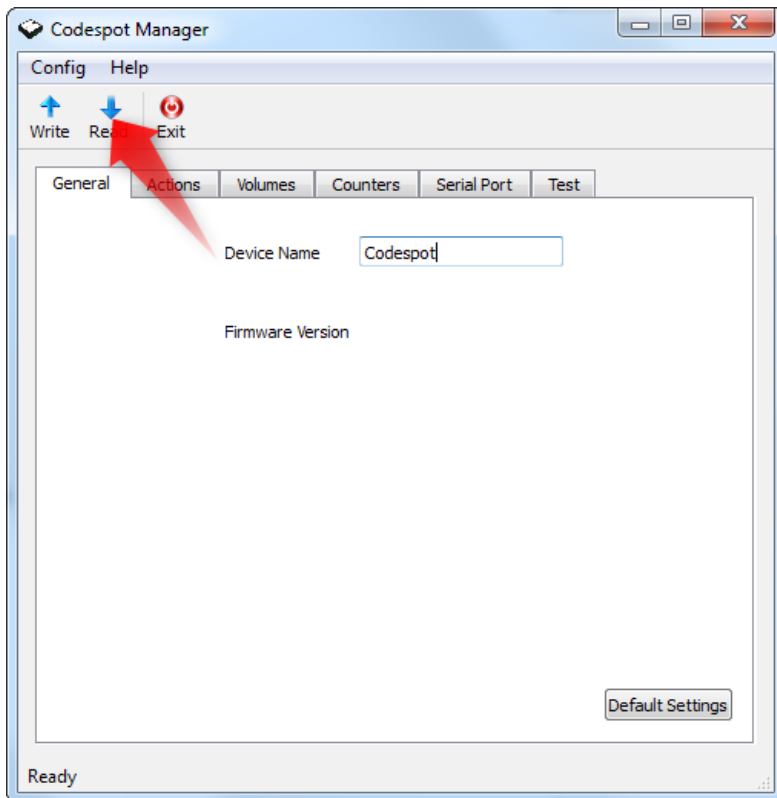 Codespot Manager
Config Help
Write Read Exit
General Actions Volumes Counters Serial Port Test
Device Name Codespot
Firmware Version
Default Settings
Ready